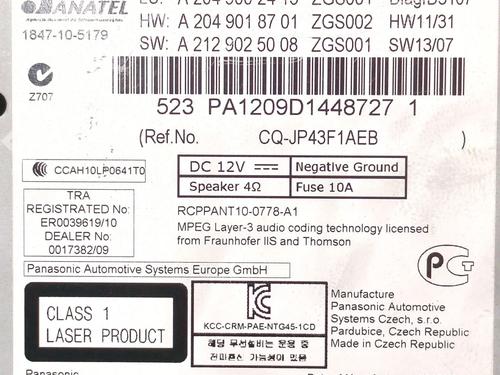 ANATEL
1847-10-5179
HW: A 204 901 87 01 ZGS002 HW11/31
SW: A 212 902 50 08 ZGS001 SW13/07
Z707
523 PA1209D1448727 1
(Ref.No. CQ-JP43F1AEB )
CCAH10LP0641T0
DC 12V Negative Ground
Speaker 4Ω Fuse 10A
TRA
REGISTERED No:
ER0039619/10
DEALER No:
0017382/09
RCPPANT10-0778-A1
MPEG Layer-3 audio coding technology licensed
from Fraunhofer IIS and Thomson
Panasonic Automotive Systems Europe GmbH
CLASS 1
LASER PRODUCT
KCC-CRM-PAE-NTG45-1CD
해당 무선설비는 운용 중
전파혼신 가능성이 있음
Manufacture
Panasonic Automotive
Systems Czech, s.r.o.
Pardubice, Czech Republic
Made in Czech Republic